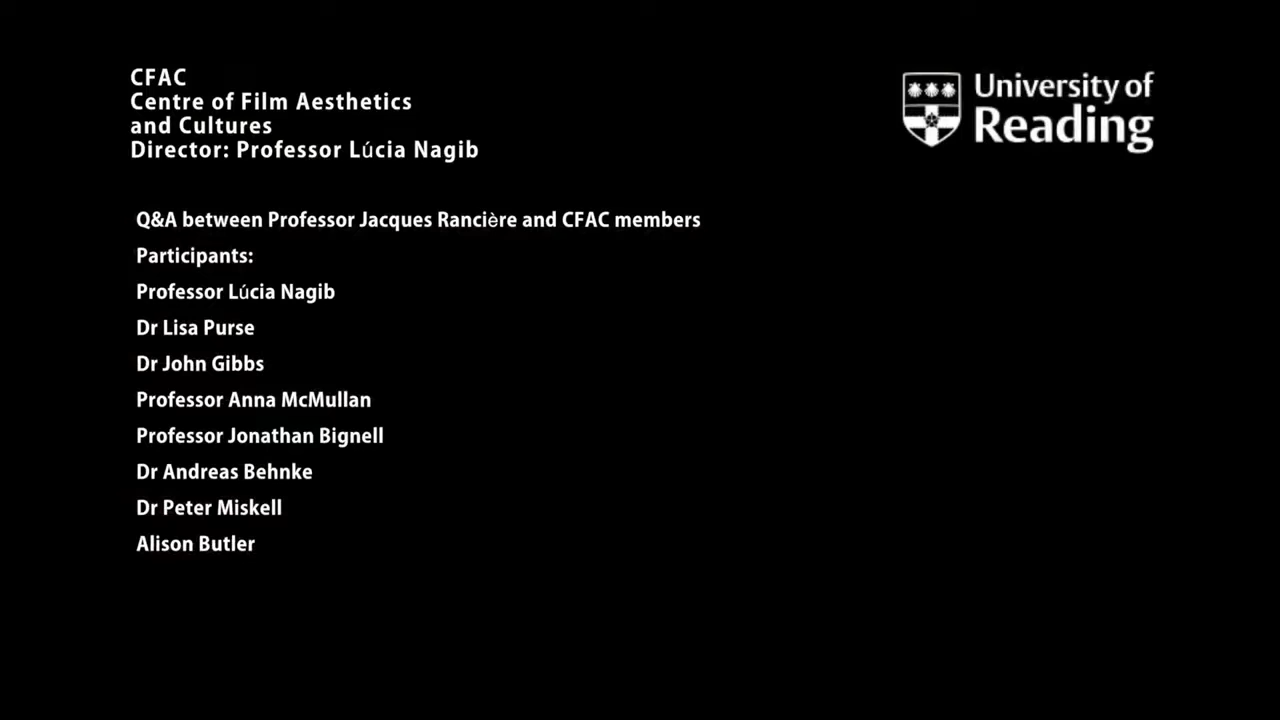 CFAC
Centre of Film Aesthetics
and Cultures
Director: Professor Lúcia Nagib
University of
Reading
Q&A between Professor Jacques Rancière and CFAC members
Participants:
Professor Lúcia Nagib
Dr Lisa Purse
Dr John Gibbs
Professor Anna McMullan
Professor Jonathan Bignell
Dr Andreas Behnke
Dr Peter Miskell
Alison Butler